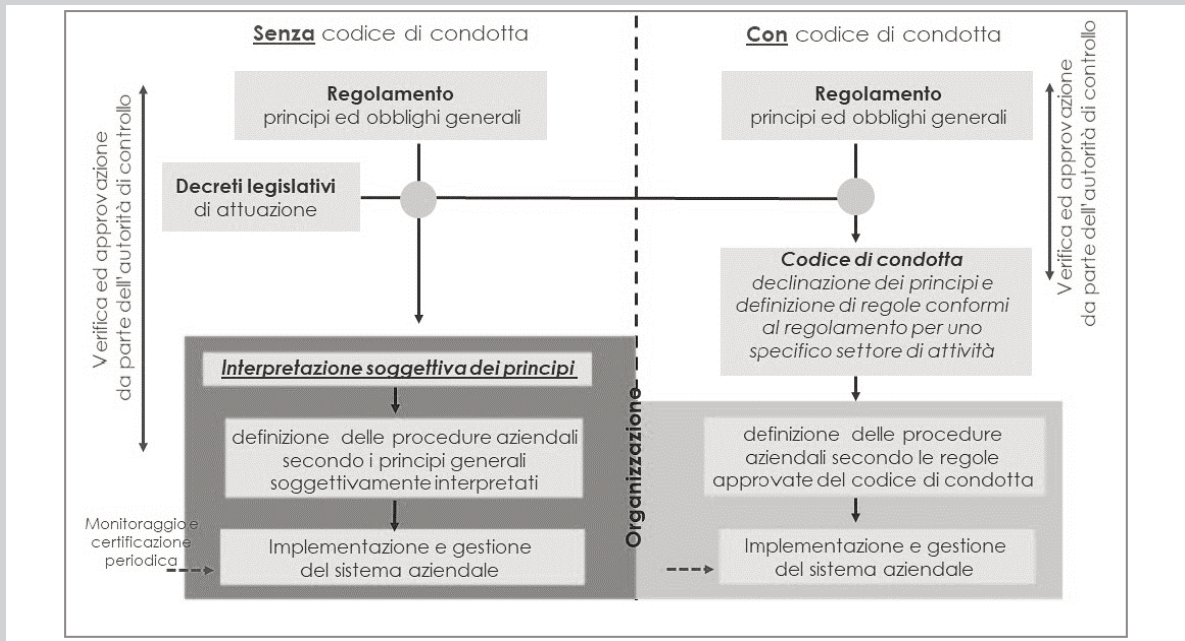 Senza codice di condotta
Regolamento
principi ed obblighi generali
Decreti legislativi
di attuazione
Verifica ed approvazione
da parte dell'autorità di controllo
Interpretazione soggettiva dei principi
definizione delle procedure aziendali
secondo i principi generali
soggettivamente interpretati
Monitoraggio e
certificazione
periodica
Implementazione e gestione
del sistema aziendale
Organizzazione
Con codice di condotta
Regolamento
principi ed obblighi generali
Verifica ed approvazione
da parte dell'autorità di controllo
Codice di condotta
declinazione dei principi e
definizione di regole conformi
al regolamento per uno
specifico settore di attività
definizione delle procedure
aziendali secondo le regole
approvate del codice di condotta
Implementazione e gestione
del sistema aziendale